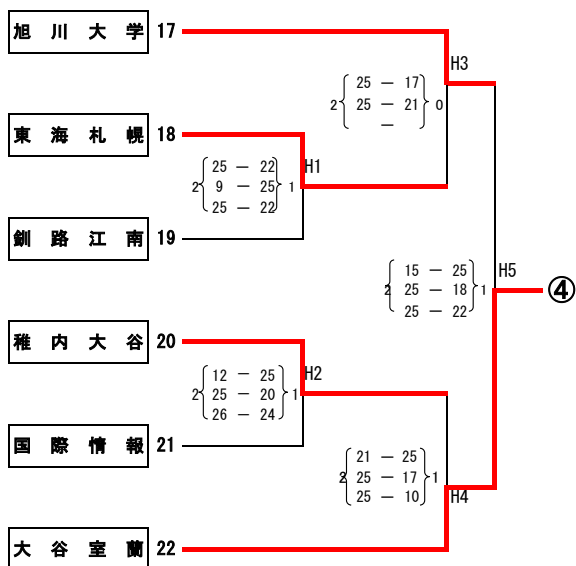 旭川大学 17
H3
25 — 17
2 25 — 21 0
—
東海札幌 18
H1
25 — 22
2 9 — 25 1
25 — 22
釧路江南 19
H5
15 — 25
2 25 — 18 1
25 — 22
④
稚内大谷 20
H2
12 — 25
2 25 — 20 1
26 — 24
国際情報 21
21 — 25
2 25 — 17 1
25 — 10
H4
大谷室蘭 22